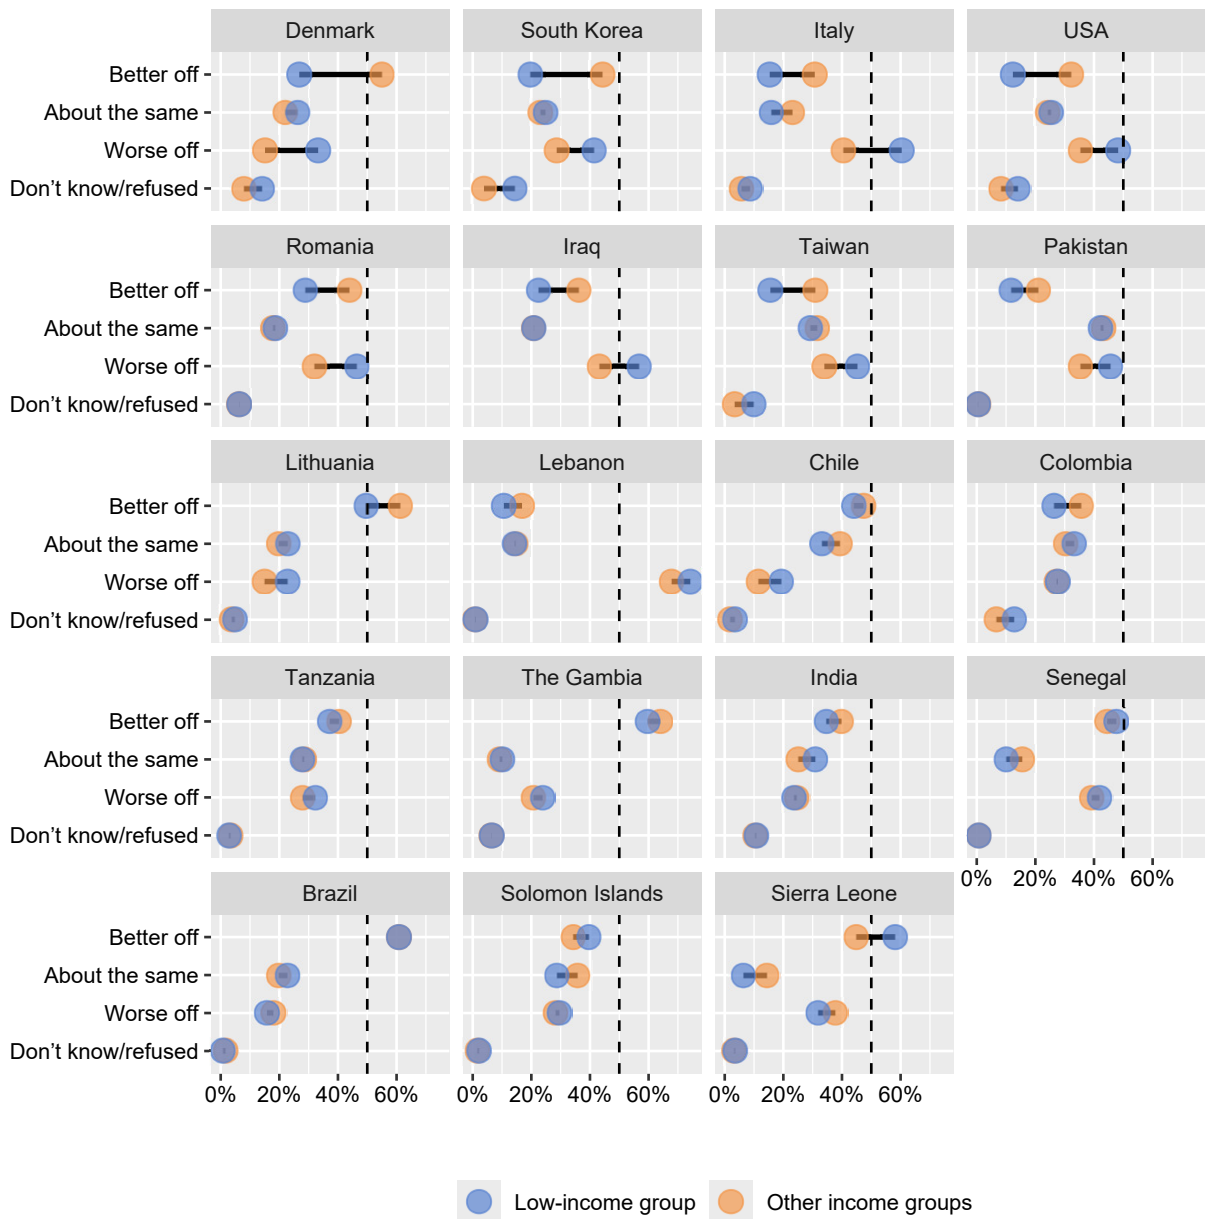 Denmark South Korea Italy USA
Better off
About the same
Worse off
Don’t know/refused
Romania Iraq Taiwan Pakistan
Better off
About the same
Worse off
Don’t know/refused
Lithuania Lebanon Chile Colombia
Better off
About the same
Worse off
Don’t know/refused
Tanzania The Gambia India Senegal
Better off
About the same
Worse off
Don’t know/refused
0% 20% 40% 60%
Brazil Solomon Islands Sierra Leone
Better off
About the same
Worse off
Don’t know/refused
0% 20% 40% 60% 0% 20% 40% 60% 0% 20% 40% 60%
Low-income group Other income groups